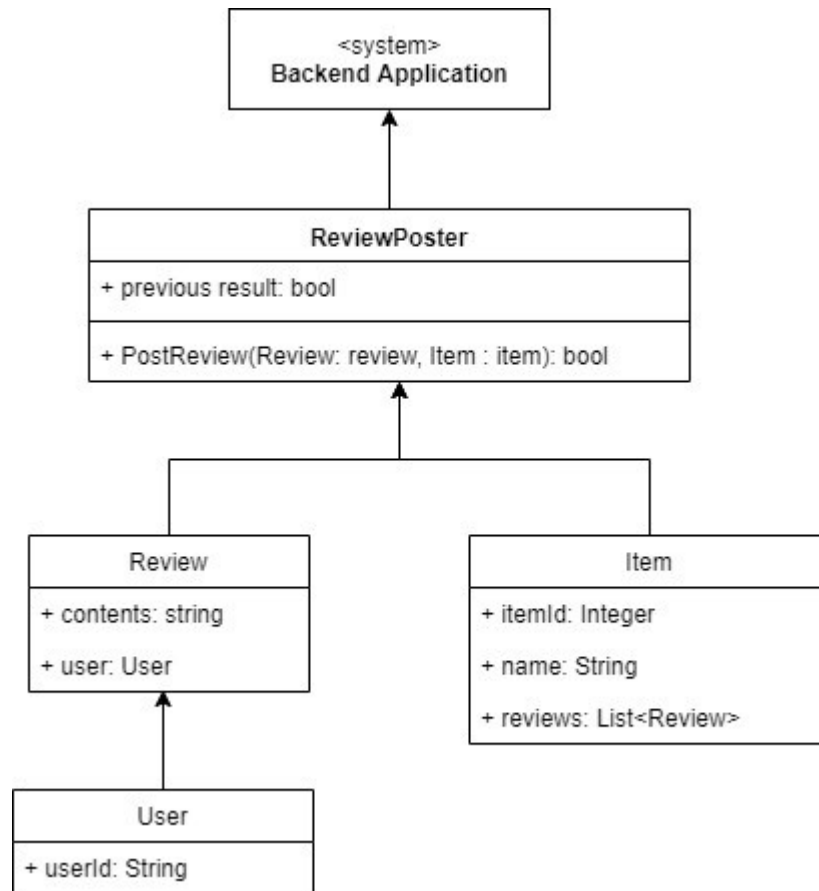 <system>
Backend Application
ReviewPoster
+ previous result: bool
+ PostReview(Review: review, Item : item): bool
Review
+ contents: string
+ user: User
Item
+ itemId: Integer
+ name: String
+ reviews: List<Review>
User
+ userId: String